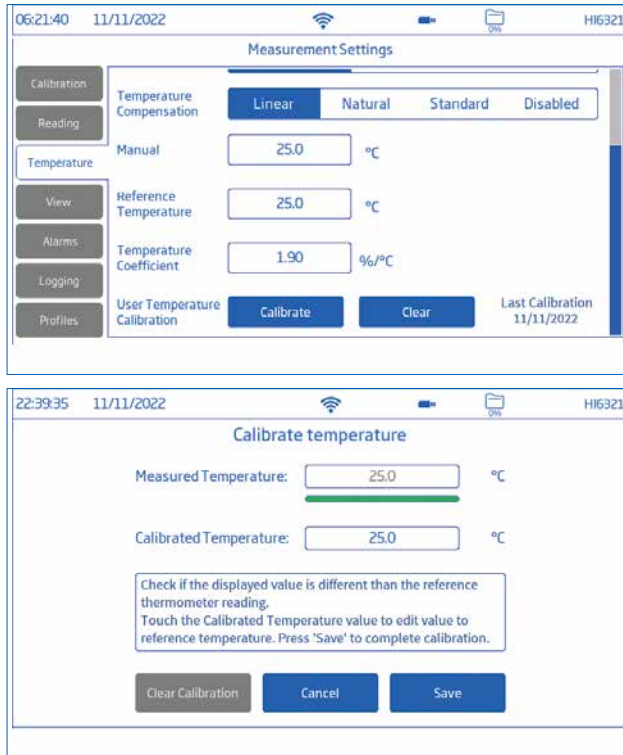 06:21:40 11/11/2022 0% HI6321
Measurement Settings
Calibration
Reading
Temperature
View
Alarms
Logging
Profiles
Temperature
Compensation
Linear Natural Standard Disabled
Manual 25.0 °C
Reference
Temperature
25.0 °C
Temperature
Coefficient
1.90 %/°C
User Temperature
Calibration
Calibrate Clear
Last Calibration
11/11/2022
22:39:35 11/11/2022 0% HI6321
Calibrate temperature
Measured Temperature: 25.0 °C
Calibrated Temperature: 25.0 °C
Check if the displayed value is different than the reference
thermometer reading.
Touch the Calibrated Temperature value to edit value to
reference temperature. Press 'Save' to complete calibration.
Clear Calibration Cancel Save